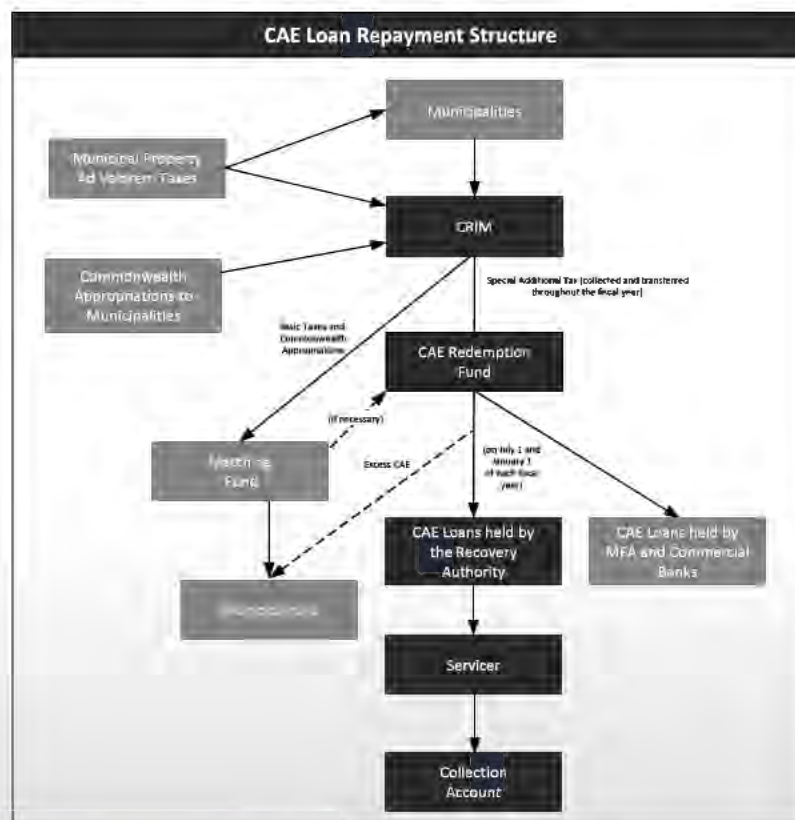 CAE Loan Repayment Structure
Municipalities
Municipal Property
Ad Valorem Taxes
CRIM
Commonwealth
Appropriations to
Municipalities
Special Additional Tax (collected and transferred
throughout the fiscal year)
Basic Taxes and
Commonwealth
Appropriations
CAE Redemption
Fund
(if necessary)
Matching
Fund
Excess CAE
(on July 1 and
January 1
of each fiscal
year)
CAE Loans held by
the Recovery
Authority
CAE Loans held by
MFA and Commercial
Banks
Servicer
Collection
Account